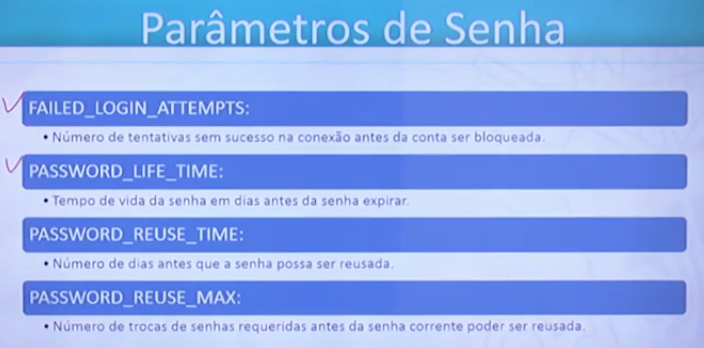 Parâmetros de Senha
FAILED_LOGIN_ATTEMPTS:
• Número de tentativas sem sucesso na conexão antes da conta ser bloqueada.
PASSWORD_LIFE_TIME:
• Tempo de vida da senha em dias antes da senha expirar.
PASSWORD_REUSE_TIME:
• Número de dias antes que a senha possa ser reusada.
PASSWORD_REUSE_MAX:
• Número de trocas de senhas requeridas antes da senha corrente poder ser reusada.